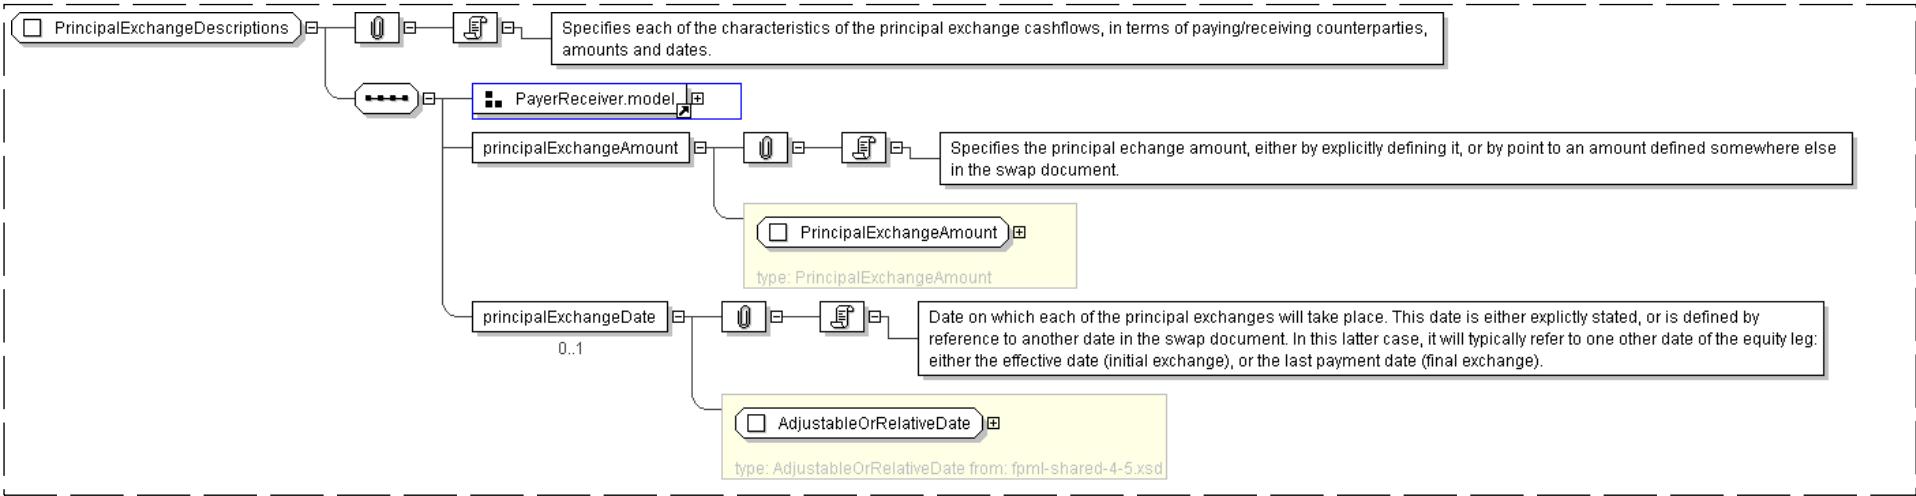 PrincipalExchangeDescriptions
Specifies each of the characteristics of the principal exchange cashflows, in terms of paying/receiving counterparties,
amounts and dates.
PayerReceiver.model
principalExchangeAmount
Specifies the principal echange amount, either by explicitly defining it, or by point to an amount defined somewhere else
in the swap document.
PrincipalExchangeAmount
type: PrincipalExchangeAmount
principalExchangeDate
0..1
Date on which each of the principal exchanges will take place. This date is either explictly stated, or is defined by
reference to another date in the swap document. In this latter case, it will typically refer to one other date of the equity leg:
either the effective date (initial exchange), or the last payment date (final exchange).
AdjustableOrRelativeDate
type: AdjustableOrRelativeDate from: fpml-shared-4-5.xsd